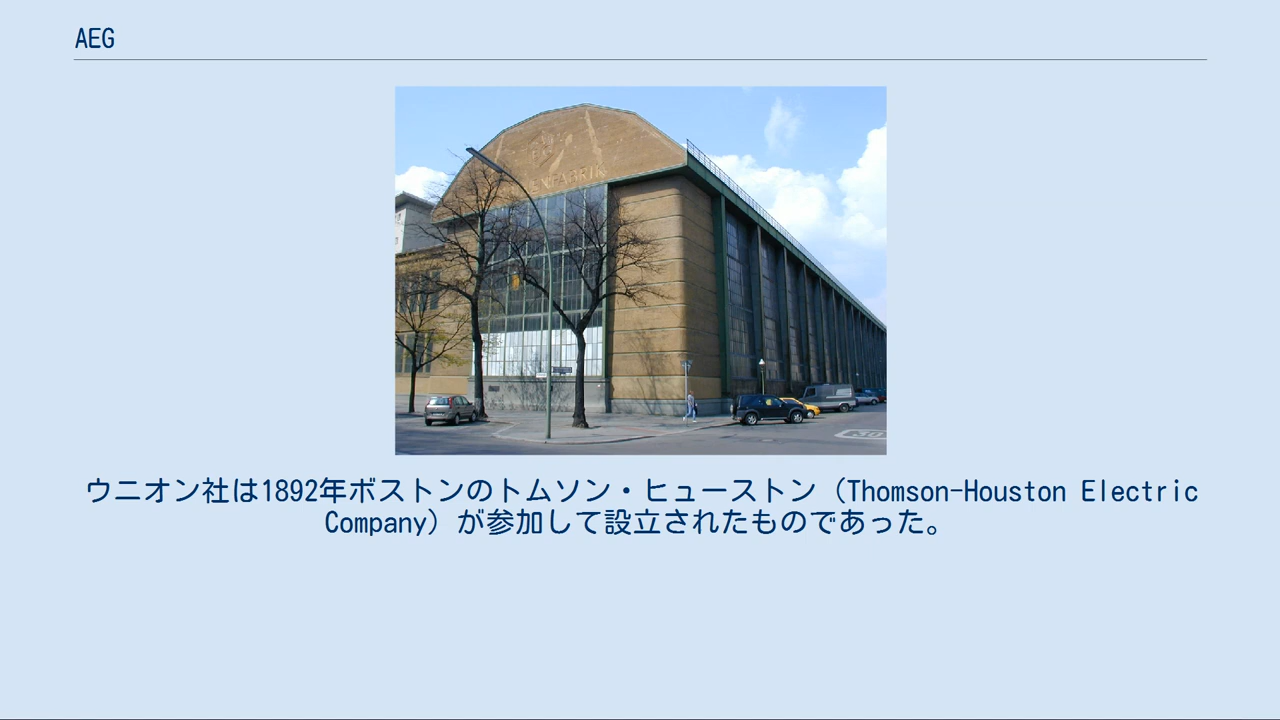 AEG
ウニオン社は1892年ボストンのトムソン・ヒューストン（Thomson-Houston Electric
Company）が参加して設立されたものであった。